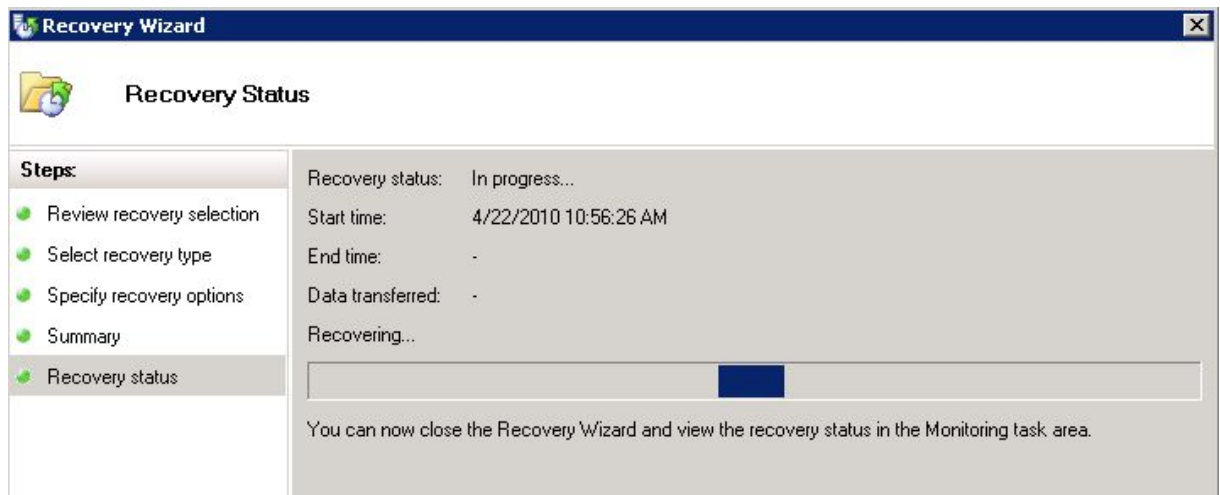 Recovery Wizard
Recovery Status
Steps:
Review recovery selection
Select recovery type
Specify recovery options
Summary
Recovery status
Recovery status: In progress...
Start time: 4/22/2010 10:56:26 AM
End time: -
Data transferred: -
Recovering...
You can now close the Recovery Wizard and view the recovery status in the Monitoring task area.